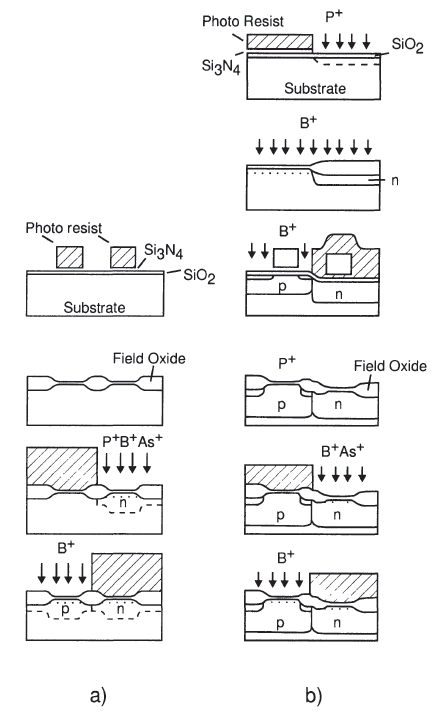 Photo Resist
P+
SiO2
Si3N4
Substrate
B+
n
B+
p
n
Photo resist
Si3N4
SiO2
Substrate
Field Oxide
P+
Field Oxide
p
n
P+B+As+
n
B+As+
p
n
B+
p
n
B+
p
n
a)
b)